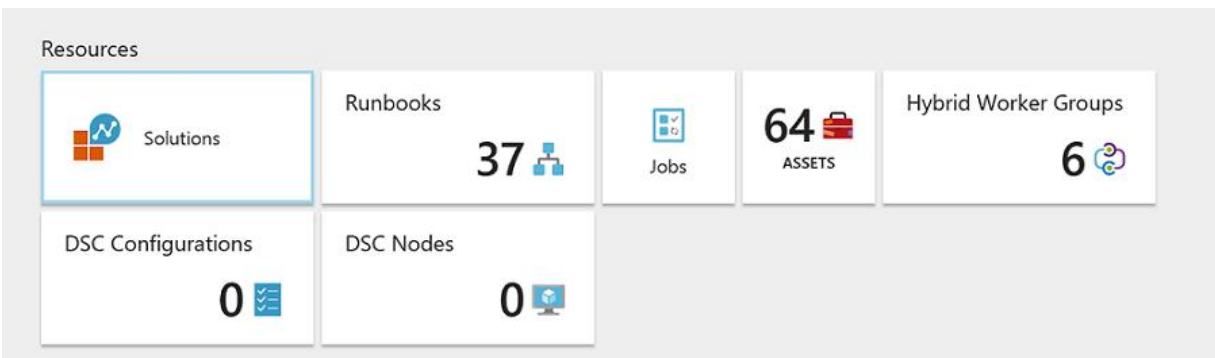 Resources
Solutions
Runbooks
37
Jobs
64
ASSETS
Hybrid Worker Groups
6
DSC Configurations
0
DSC Nodes
0